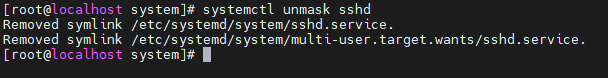 [root@localhost system]# systemctl unmask sshd
Removed symlink /etc/systemd/system/sshd.service.
Removed symlink /etc/systemd/system/multi-user.target.wants/sshd.service.
[root@localhost system]#